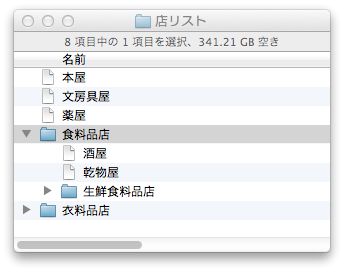 店リスト
8 項目中の 1 項目を選択、341.21 GB 空き
名前
本屋
文房具屋
薬屋
食料品店
酒屋
乾物屋
生鮮食料品店
衣料品店